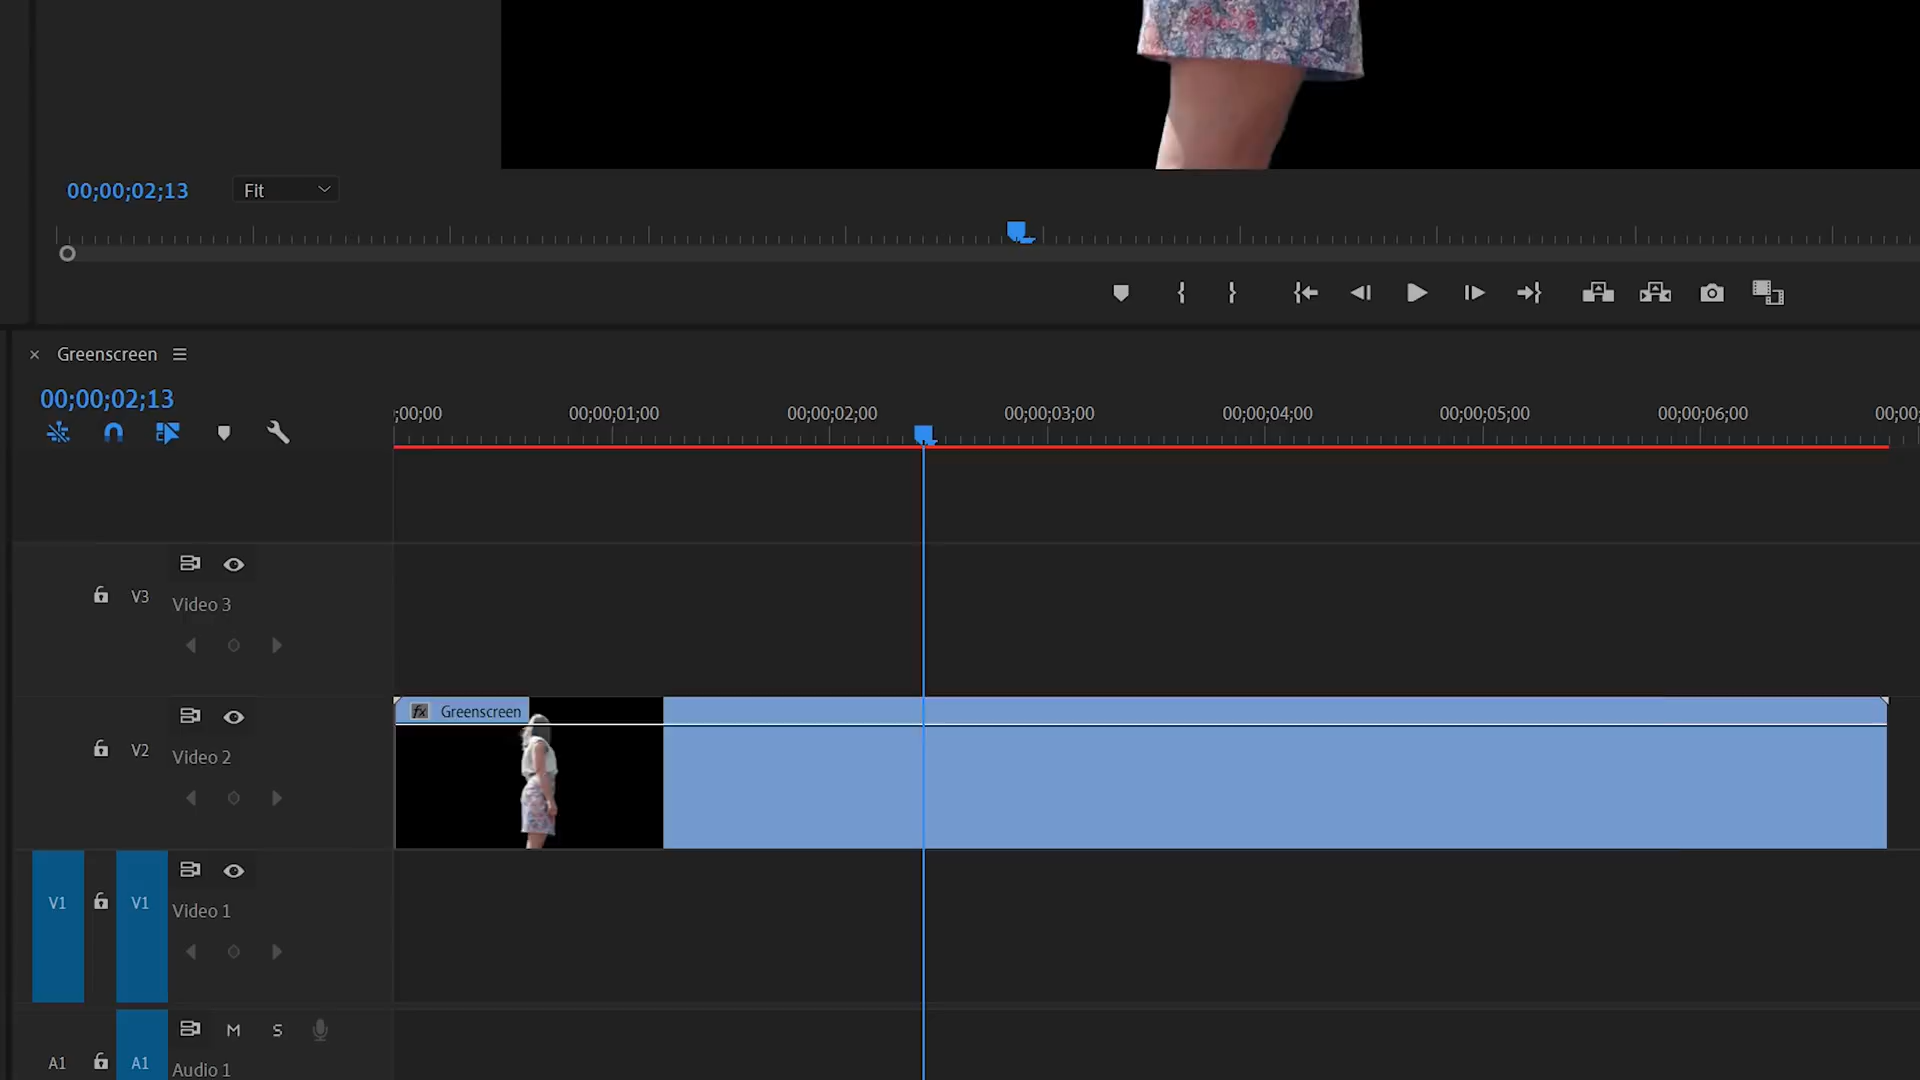 00;00;02;13
Fit
Greenscreen
00;00;02;13
;00;00
00;00;01;00
00;00;02;00
00;00;03;00
00;00;04;00
00;00;05;00
00;00;06;00
00;00;
V3
Video 3
fx Greenscreen
V2
Video 2
V1
V1
Video 1
M
S
A1
A1
Audio 1